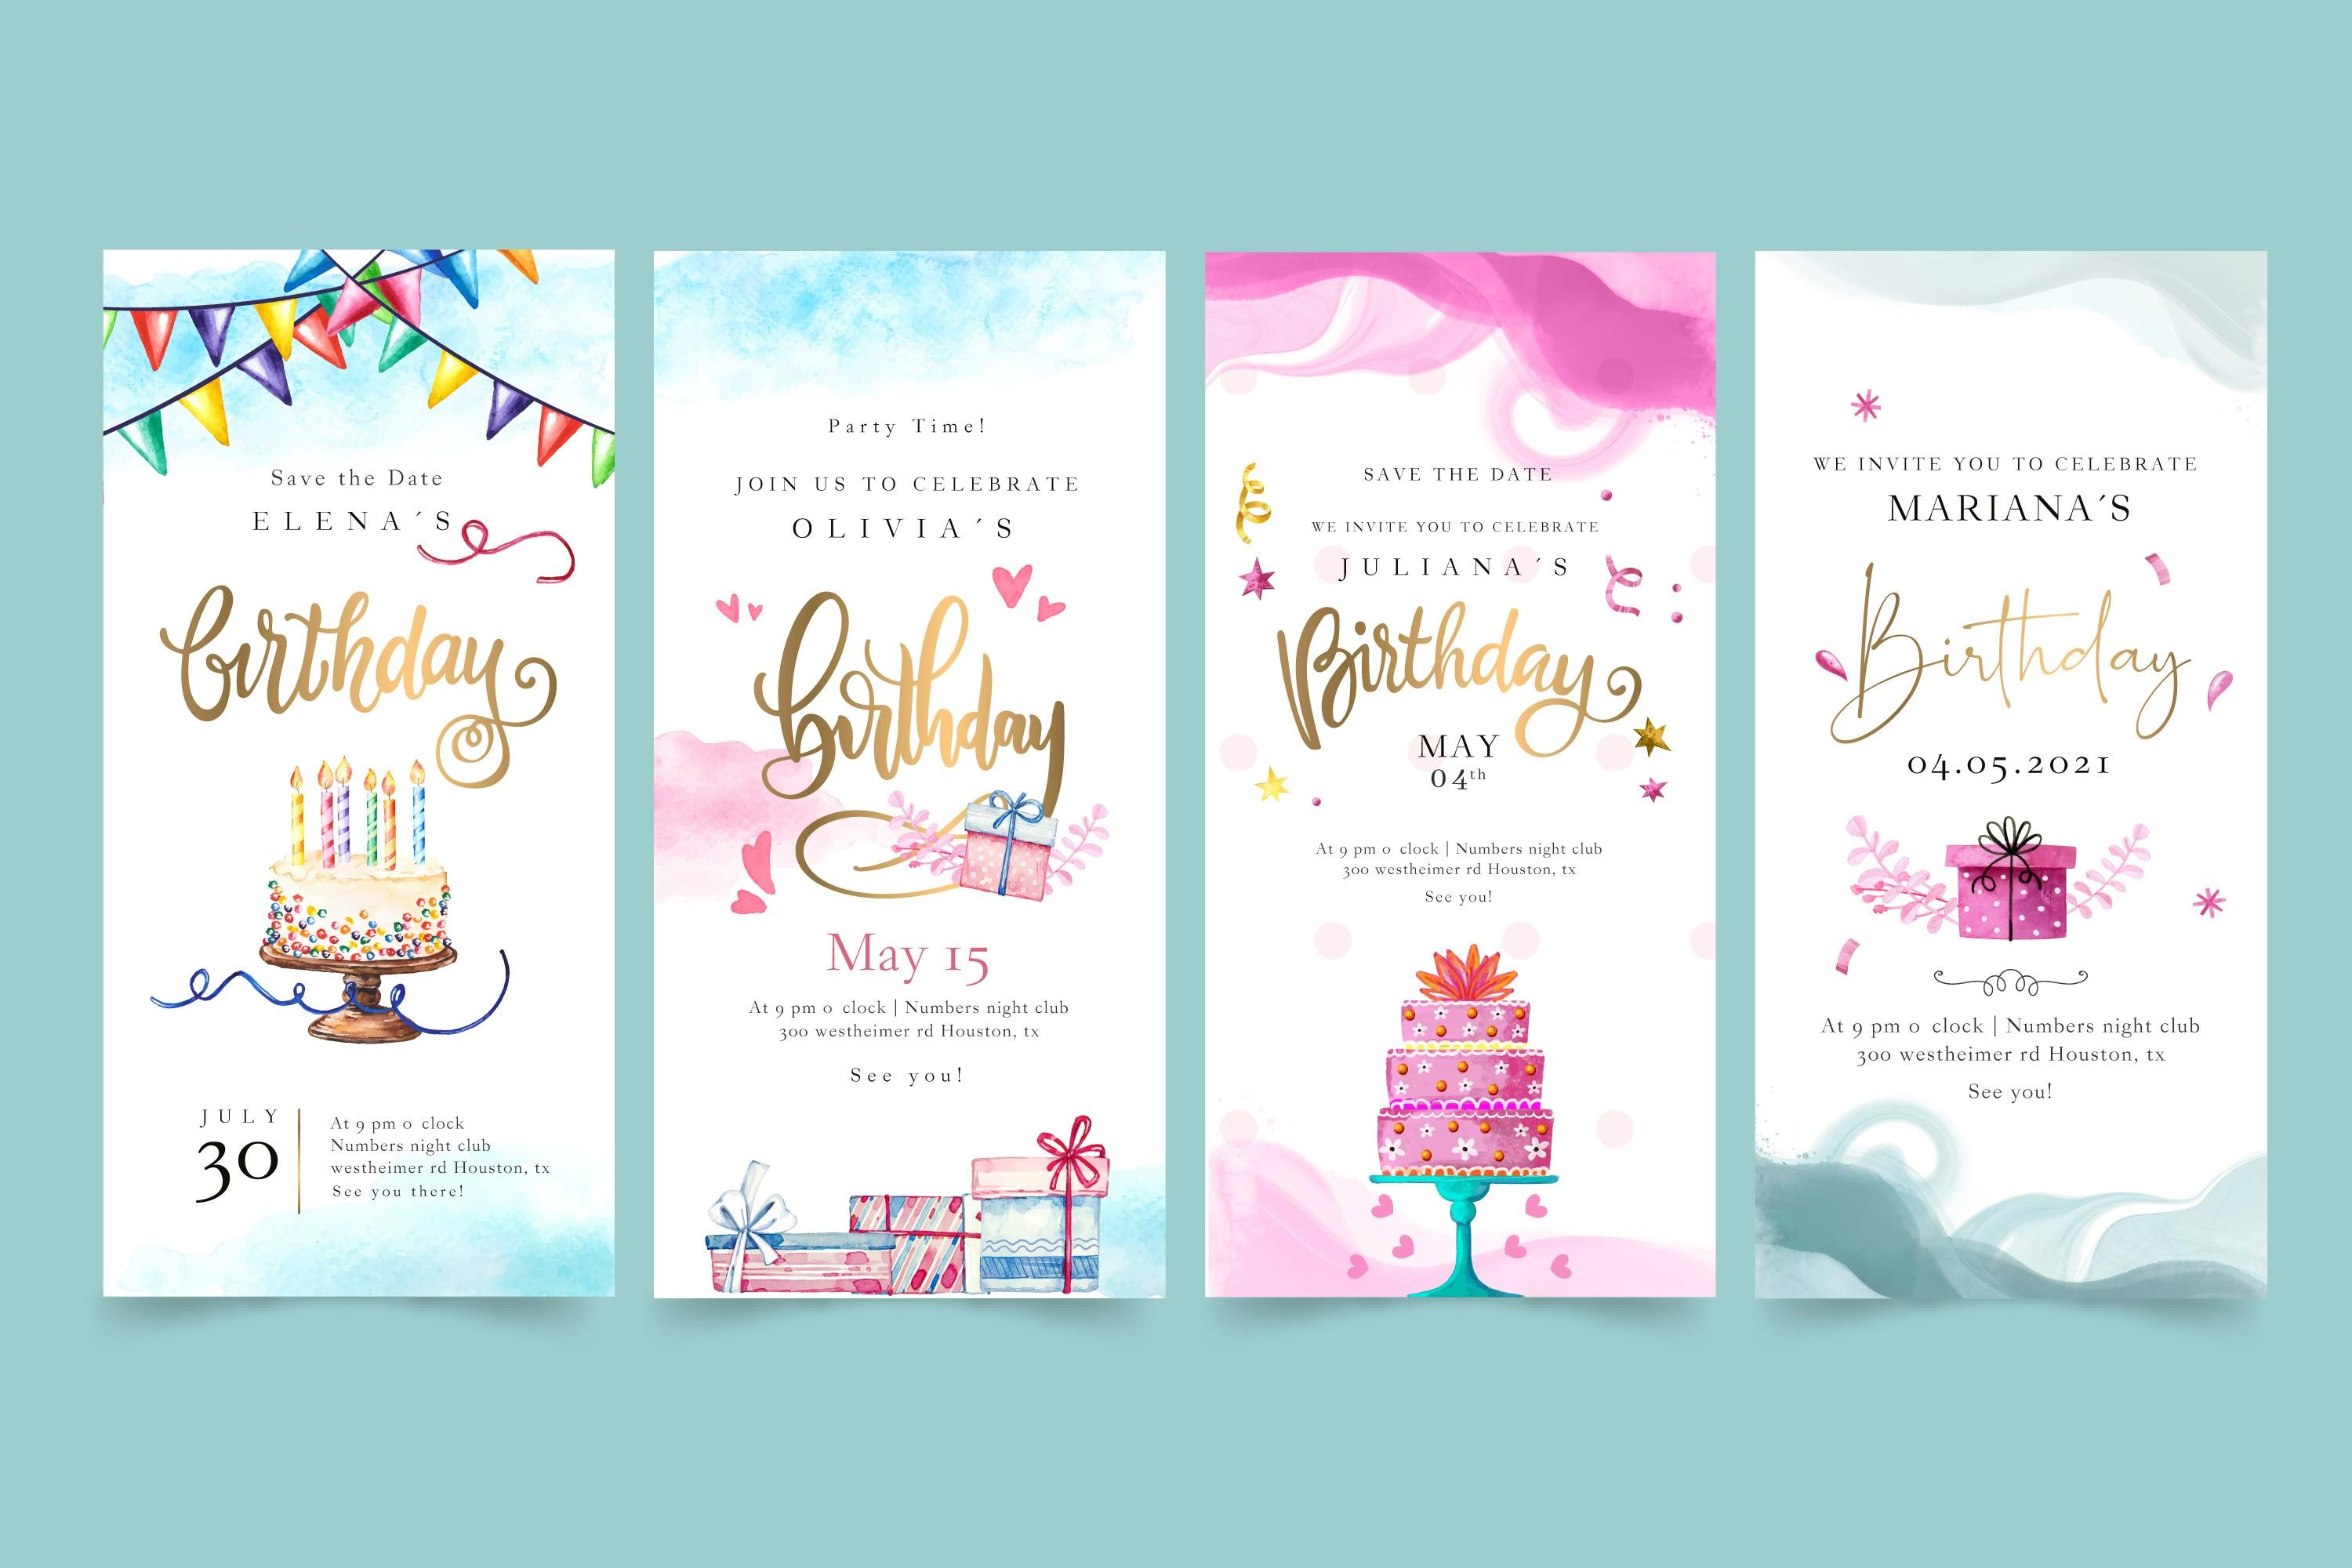 Save the Date
ELENA´S
birthday
JULY
30
At 9 pm o clock
Numbers night club
westheimer rd Houston, tx
See you there!
Party Time!
JOIN US TO CELEBRATE
OLIVIA´S
birthday
May 15
At 9 pm o clock | Numbers night club
300 westheimer rd Houston, tx
See you!
SAVE THE DATE
WE INVITE YOU TO CELEBRATE
JULIANA´S
Birthday
MAY
04th
At 9 pm o clock | Numbers night club
300 westheimer rd Houston, tx
See you!
WE INVITE YOU TO CELEBRATE
MARIANA´S
Birthday
04.05.2021
At 9 pm o clock | Numbers night club
300 westheimer rd Houston, tx
See you!